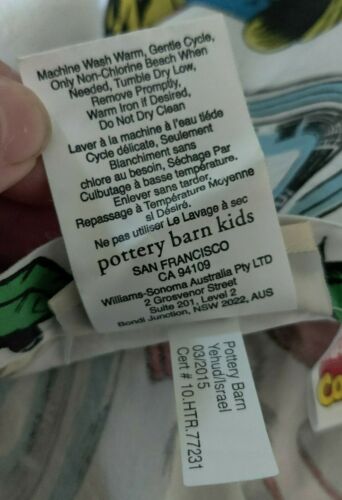 Machine Wash Warm, Gentle Cycle,
Only Non-Chlorine Beach When
Needed, Tumble Dry Low,
Remove Promptly,
Warm Iron if Desired,
Do Not Dry Clean
Laver à la machine à l'eau tiéde
Cycle délicate, Seulement
Blanchiment sans
chlore au besoin, Séchage Par
Culbutage à basse température.
Enlever sans tarder,
Repassage à Température Moyenne
si Désiré.
Ne pas utiliser Le Lavage à sec
pottery barn kids
SAN FRANCISCO
CA 94109
Williams-Sonoma Australia Pty LTD
2 Grosvenor Street
Suite 201, Level 2
Bondi Junction, NSW 2022, AUS
Pottery Barn
Yehud/Israel
03/2015
Cert # 10.HTR.77231